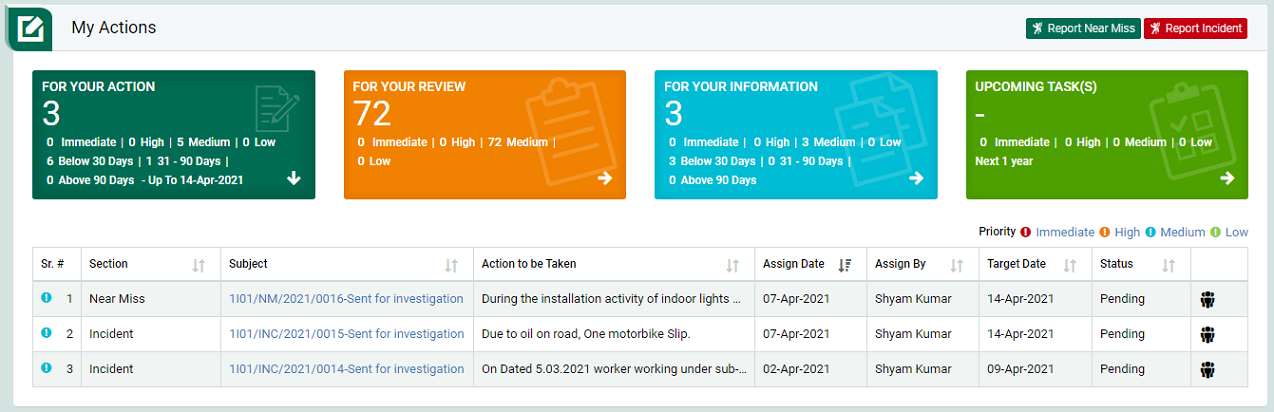 My Actions
Report Near Miss
Report Incident
FOR YOUR ACTION
3
0 Immediate | 0 High | 5 Medium | 0 Low
6 Below 30 Days | 1 31 - 90 Days |
0 Above 90 Days - Up To 14-Apr-2021
FOR YOUR REVIEW
72
0 Immediate | 0 High | 72 Medium |
0 Low
FOR YOUR INFORMATION
3
0 Immediate | 0 High | 3 Medium | 0 Low
3 Below 30 Days | 0 31 - 90 Days |
0 Above 90 Days
UPCOMING TASK(S)
-
0 Immediate | 0 High | 0 Medium | 0 Low
Next 1 year
Priority Immediate High Medium Low
Sr. # Section Subject Action to be Taken Assign Date Assign By Target Date Status
1 Near Miss 1I01/NM/2021/0016-Sent for investigation During the installation activity of indoor lights ... 07-Apr-2021 Shyam Kumar 14-Apr-2021 Pending
2 Incident 1I01/INC/2021/0015-Sent for investigation Due to oil on road, One motorbike Slip. 07-Apr-2021 Shyam Kumar 14-Apr-2021 Pending
3 Incident 1I01/INC/2021/0014-Sent for investigation On Dated 5.03.2021 worker working under sub-... 02-Apr-2021 Shyam Kumar 09-Apr-2021 Pending